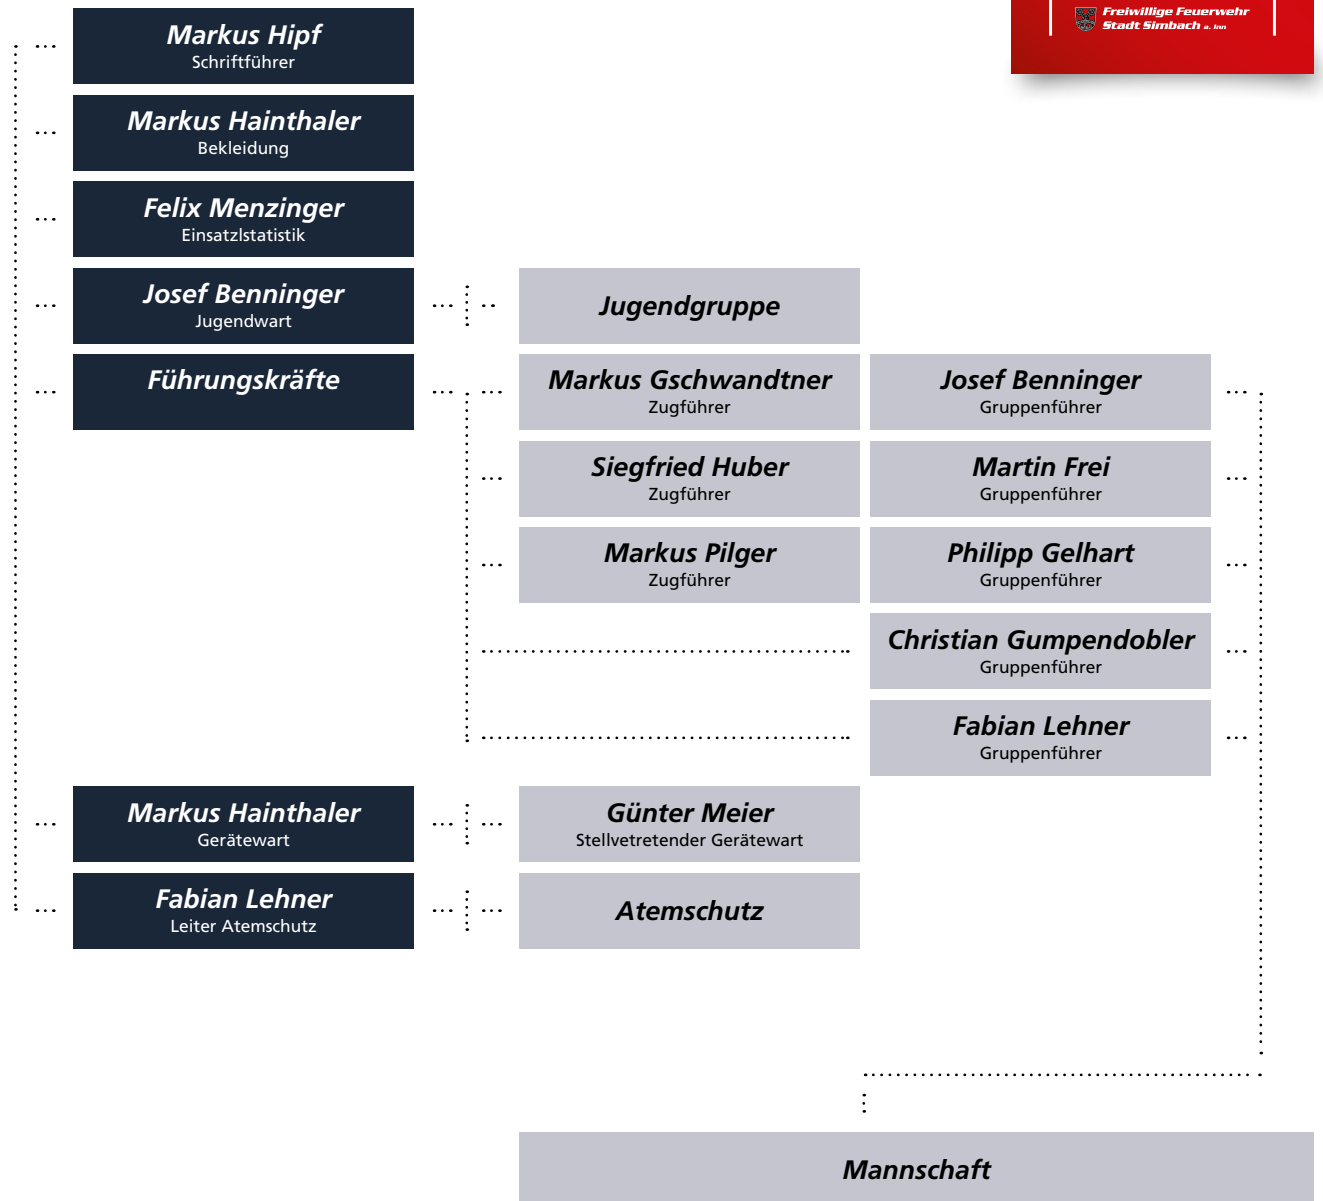 Freiwillige Feuerwehr
Stadt Simbach a. Inn
Markus Hipf
Schriftführer
Markus Hainthaler
Bekleidung
Felix Menzinger
Einsatzlstatistik
Josef Benninger
Jugendwart
Jugendgruppe
Führungskräfte
Markus Gschwandtner
Zugführer
Josef Benninger
Gruppenführer
Siegfried Huber
Zugführer
Martin Frei
Gruppenführer
Markus Pilger
Zugführer
Philipp Gelhart
Gruppenführer
Christian Gumpendobler
Gruppenführer
Fabian Lehner
Gruppenführer
Markus Hainthaler
Gerätewart
Günter Meier
Stellvetretender Gerätewart
Fabian Lehner
Leiter Atemschutz
Atemschutz
Mannschaft